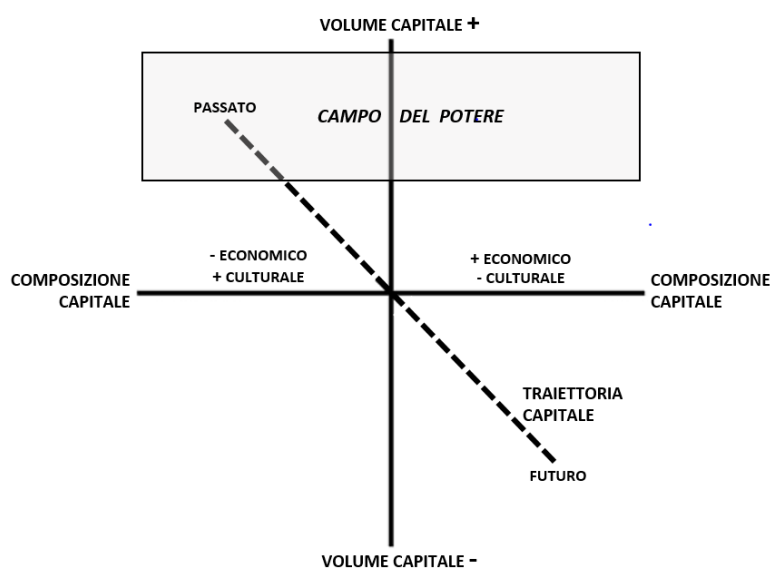 VOLUME CAPITALE +
PASSATO
CAMPO DEL POTERE
- ECONOMICO
+ CULTURALE
+ ECONOMICO
- CULTURALE
COMPOSIZIONE
CAPITALE
COMPOSIZIONE
CAPITALE
TRAIETTORIA
CAPITALE
FUTURO
VOLUME CAPITALE -